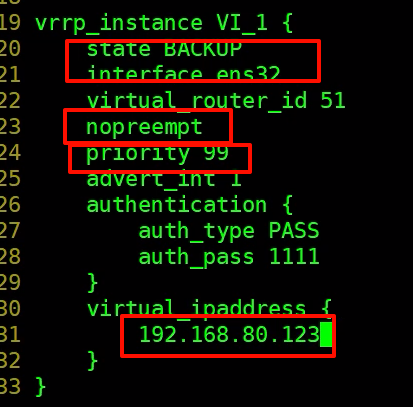 19 vrrp_instance VI_1 {
20     state BACKUP
21     interface ens32
22     virtual_router_id 51
23     nopreempt
24     priority 99
25     advert_int 1
26     authentication {
27         auth_type PASS
28         auth_pass 1111
29     }
30     virtual_ipaddress {
31         192.168.80.123
32     }
33 }